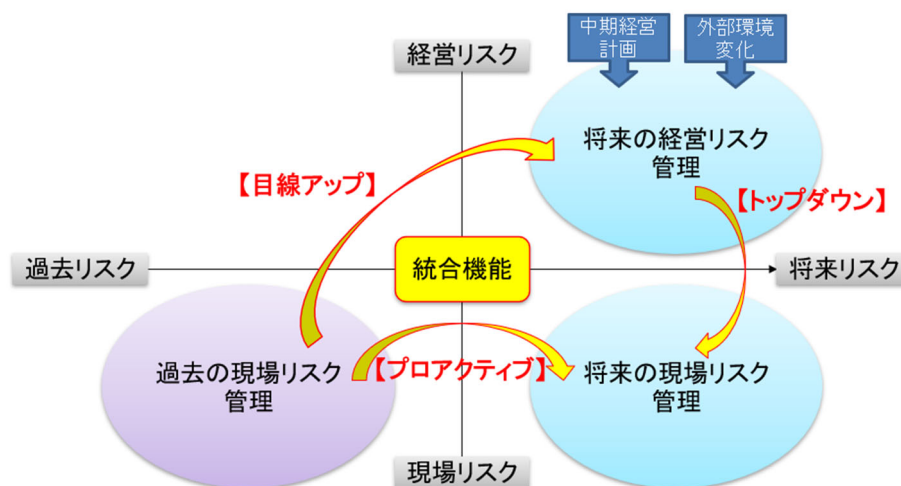 中期経営
計画
外部環境
変化
経営リスク
将来の経営リスク
管理
【目線アップ】
【トップダウン】
過去リスク
統合機能
将来リスク
過去の現場リスク
管理
【プロアクティブ】
将来の現場リスク
管理
現場リスク